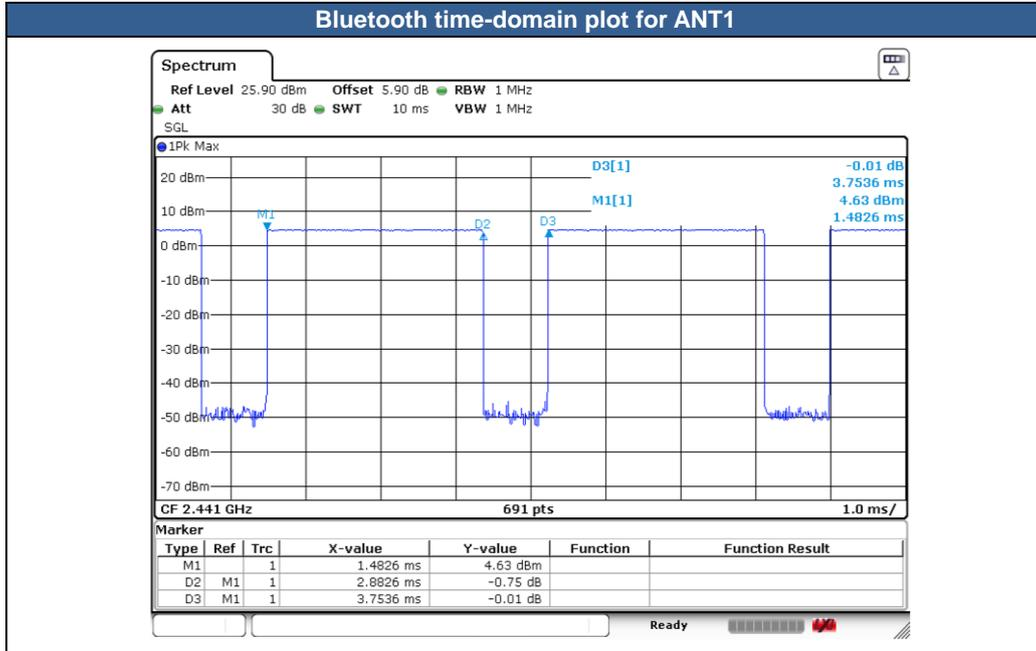 Bluetooth time-domain plot for ANT1
Spectrum
Ref Level 25.90 dBm Offset 5.90 dB RBW 1 MHz
Att 30 dB SWT 10 ms VBW 1 MHz
SGL
1Pk Max
D3[1] -0.01 dB
3.7536 ms
M1[1] 4.63 dBm
1.4826 ms
20 dBm
10 dBm
M1
D2
D3
0 dBm
-10 dBm
-20 dBm
-30 dBm
-40 dBm
-50 dBm
-60 dBm
-70 dBm
CF 2.441 GHz 691 pts 1.0 ms/
Marker
Type Ref Trc X-value Y-value Function Function Result
M1 1 1.4826 ms 4.63 dBm
D2 M1 1 2.8826 ms -0.75 dB
D3 M1 1 3.7536 ms -0.01 dB
Ready